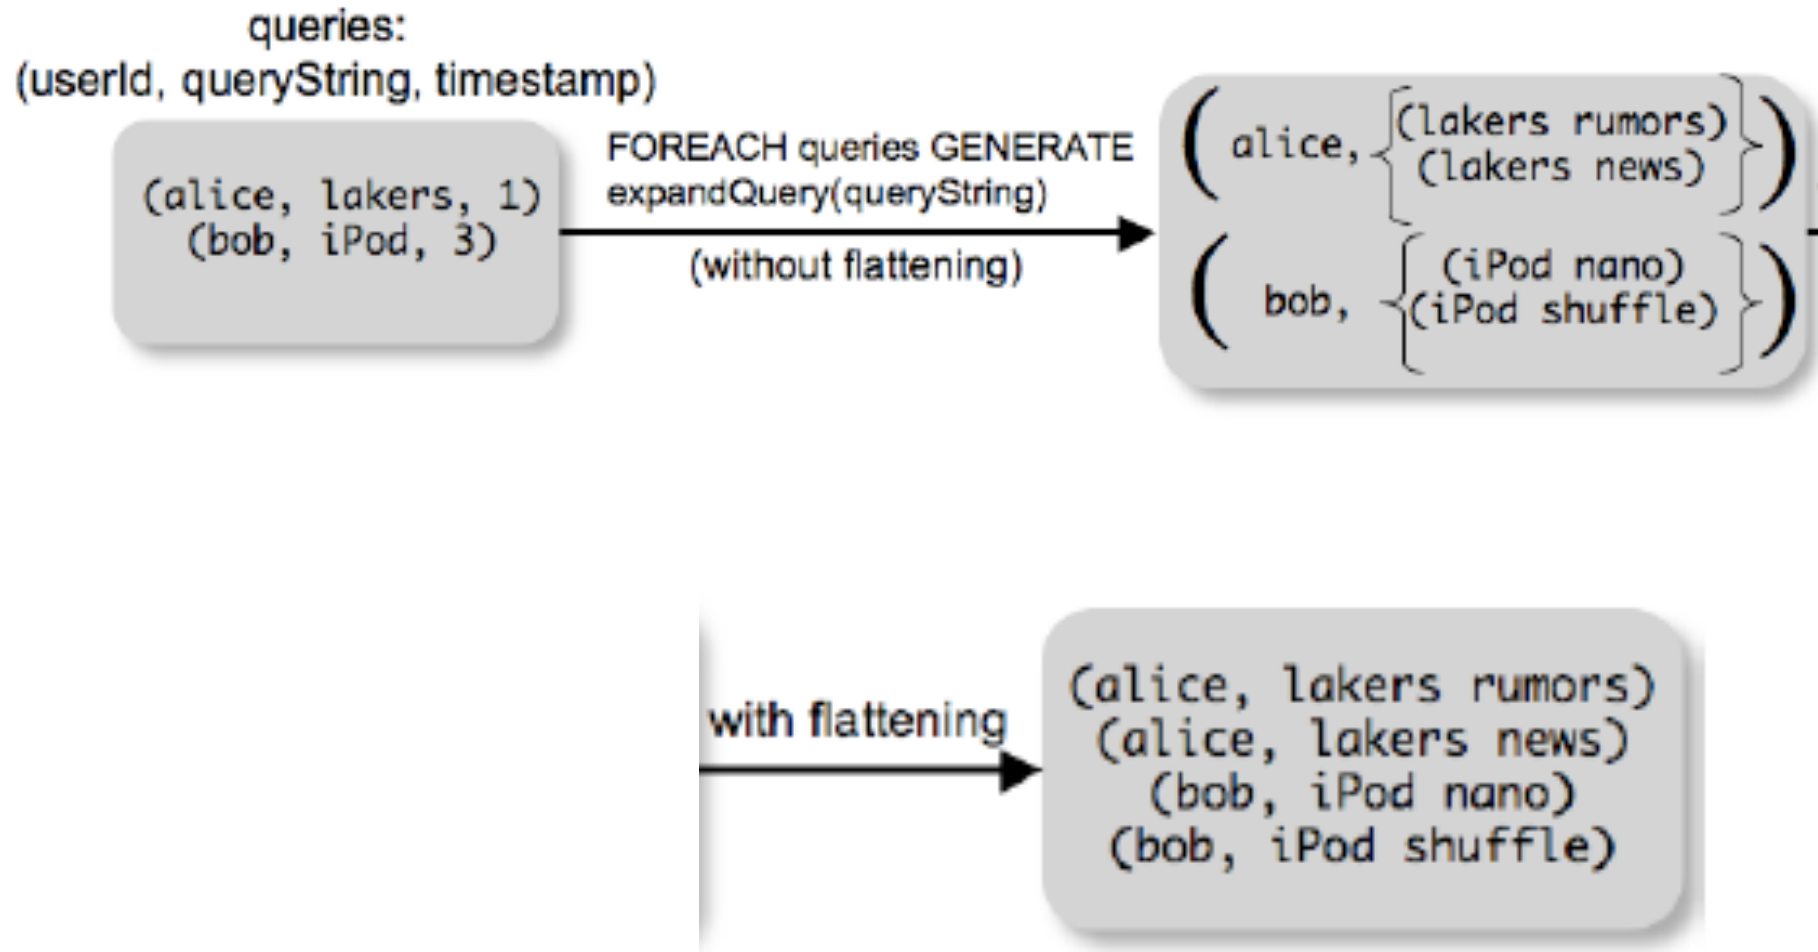 queries:
(userId, queryString, timestamp)
(alice, lakers, 1)
(bob, iPod, 3)
FOREACH queries GENERATE
expandQuery(queryString)
(without flattening)
( alice, { (lakers rumors)
(lakers news) } )
( bob, { (iPod nano)
(iPod shuffle) } )
with flattening
(alice, lakers rumors)
(alice, lakers news)
(bob, iPod nano)
(bob, iPod shuffle)